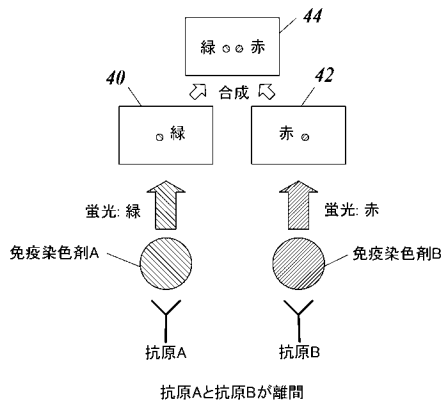 44
緑 赤
40
合成
42
緑
赤
蛍光: 緑
蛍光: 赤
免疫染色剤A
免疫染色剤B
抗原A
抗原B
抗原Aと抗原Bが離間